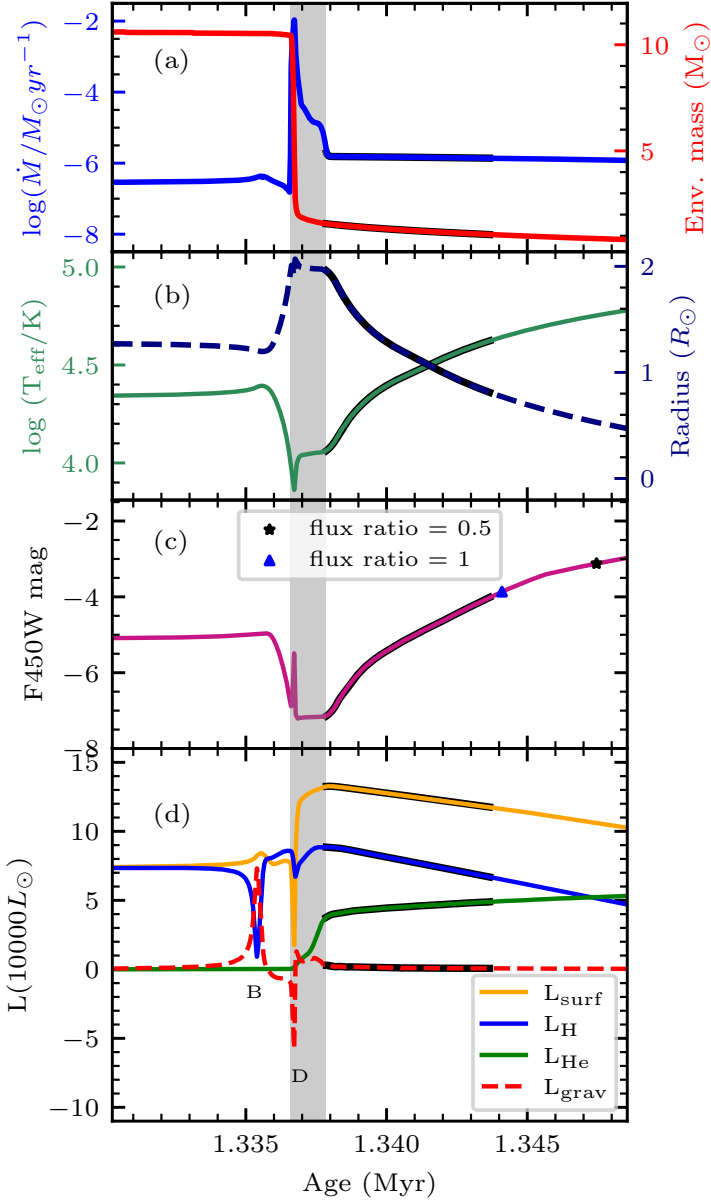 −2
−4
−6
−8
log(Ṁ/M⊙yr−1)
(a)
10
5
Env. mass (M⊙)
5.0
4.5
4.0
log (Teff/K)
(b)
2
1
0
Radius (R⊙)
−2
−4
−6
−8
F450W mag
(c)
flux ratio = 0.5
flux ratio = 1
15
10
5
0
−5
−10
L(10000L⊙)
(d)
B
D
Lsurf
LH
LHe
Lgrav
1.335
1.340
1.345
Age (Myr)